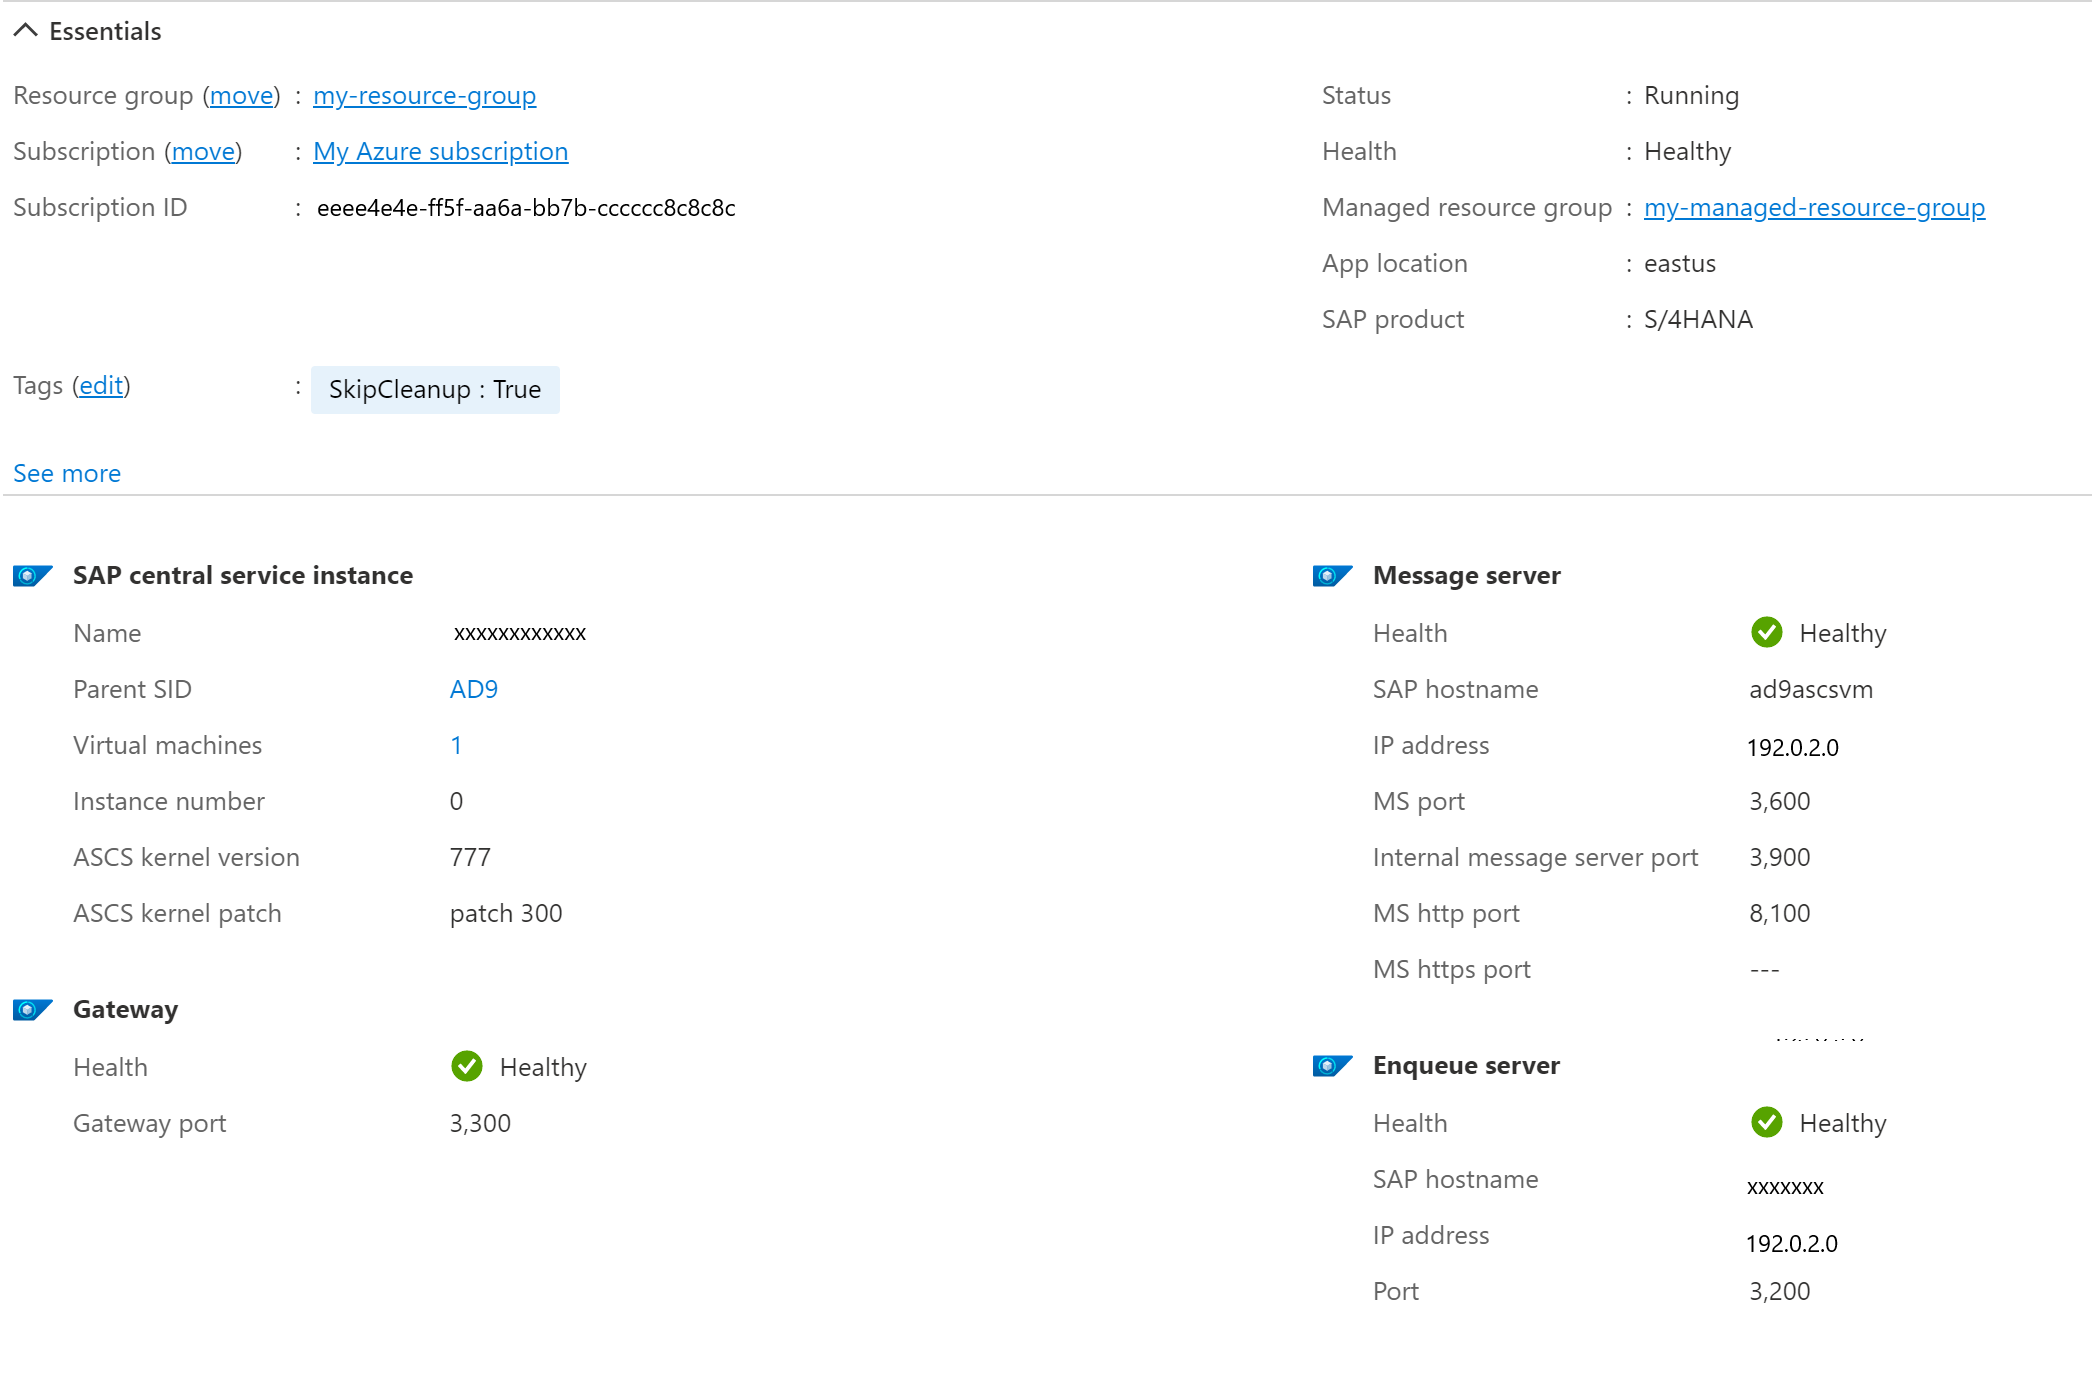 Essentials
Resource group (move) : my-resource-group
Subscription (move) : My Azure subscription
Subscription ID : eeee4e4e-ff5f-aa6a-bb7b-cccccc8c8c8c
Status : Running
Health : Healthy
Managed resource group : my-managed-resource-group
App location : eastus
SAP product : S/4HANA
Tags (edit) : SkipCleanup : True
See more
SAP central service instance
Name xxxxxxxxxxxx
Parent SID AD9
Virtual machines 1
Instance number 0
ASCS kernel version 777
ASCS kernel patch patch 300
Gateway
Health Healthy
Gateway port 3,300
Message server
Health Healthy
SAP hostname ad9ascsvm
IP address 192.0.2.0
MS port 3,600
Internal message server port 3,900
MS http port 8,100
MS https port ---
Enqueue server
Health Healthy
SAP hostname xxxxxxx
IP address 192.0.2.0
Port 3,200